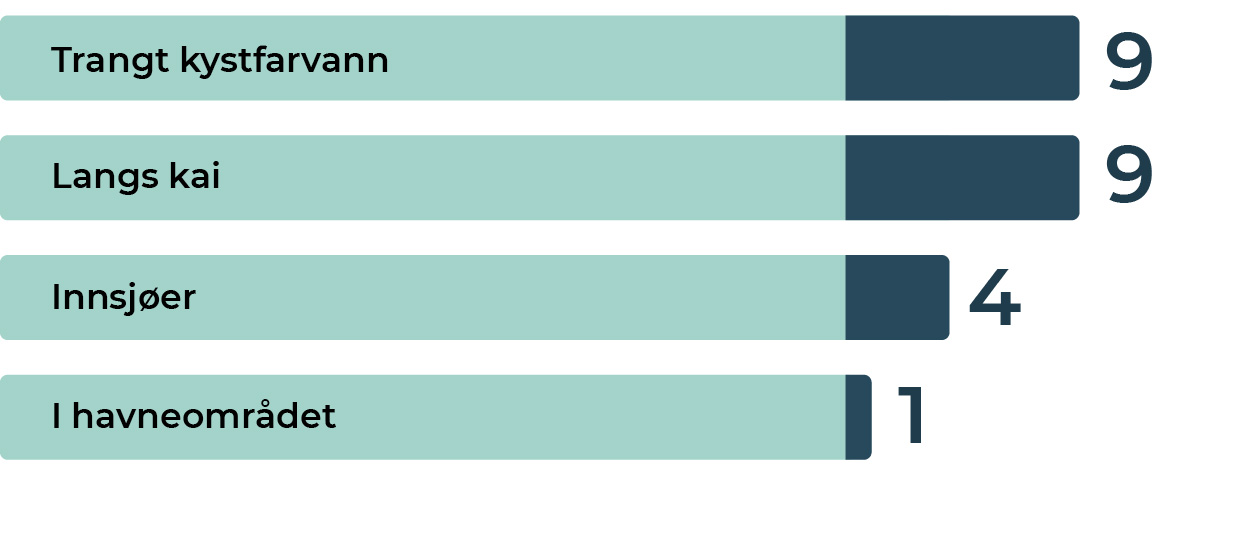 Trangt kystfarvann 9
Langs kai 9
Innsjøer 4
I havneområdet 1